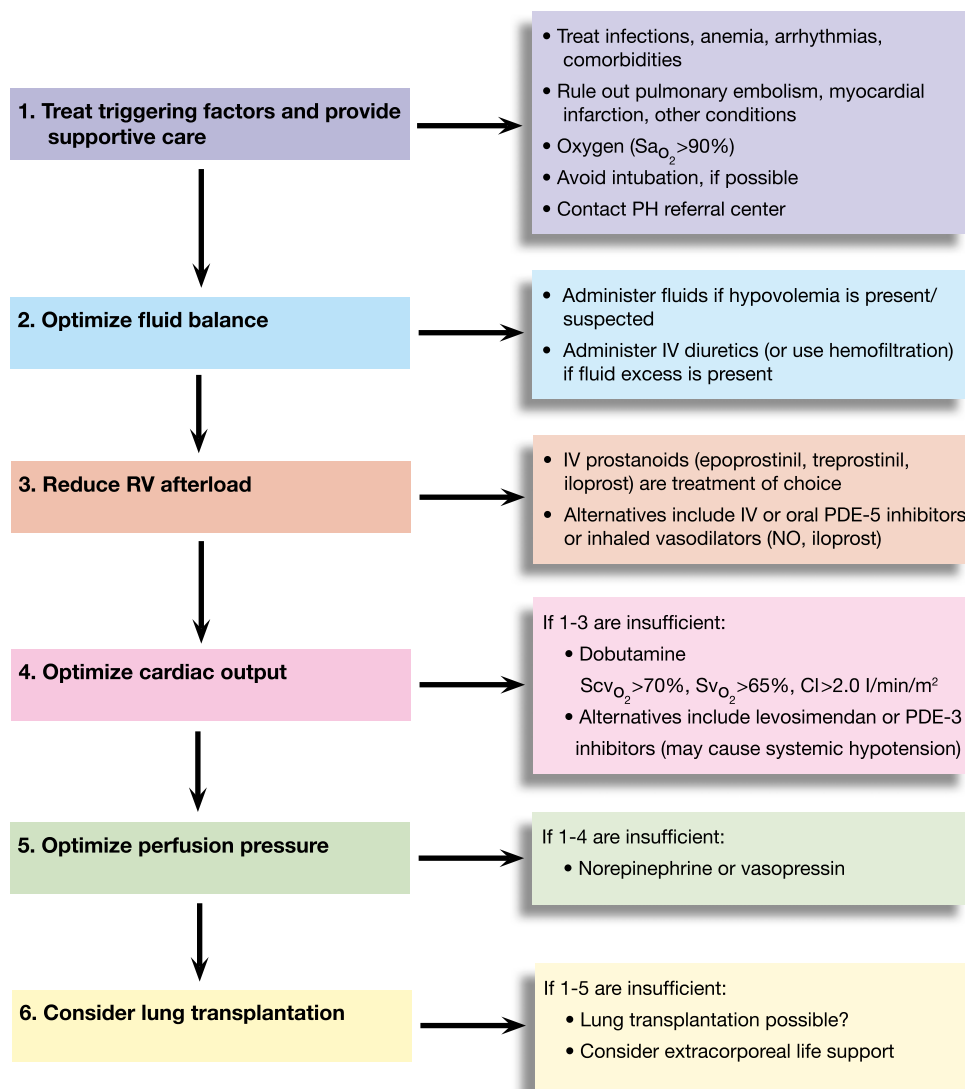 1. Treat triggering factors and provide
supportive care
• Treat infections, anemia, arrhythmias,
comorbidities
• Rule out pulmonary embolism, myocardial
infarction, other conditions
• Oxygen (SaO2>90%)
• Avoid intubation, if possible
• Contact PH referral center
2. Optimize fluid balance
• Administer fluids if hypovolemia is present/
suspected
• Administer IV diuretics (or use hemofiltration)
if fluid excess is present
3. Reduce RV afterload
• IV prostanoids (epoprostinil, treprostinil,
iloprost) are treatment of choice
• Alternatives include IV or oral PDE-5 inhibitors
or inhaled vasodilators (NO, iloprost)
4. Optimize cardiac output
If 1-3 are insufficient:
• Dobutamine
ScvO2>70%, SvO2>65%, CI>2.0 l/min/m²
• Alternatives include levosimendan or PDE-3
inhibitors (may cause systemic hypotension)
5. Optimize perfusion pressure
If 1-4 are insufficient:
• Norepinephrine or vasopressin
6. Consider lung transplantation
If 1-5 are insufficient:
• Lung transplantation possible?
• Consider extracorporeal life support